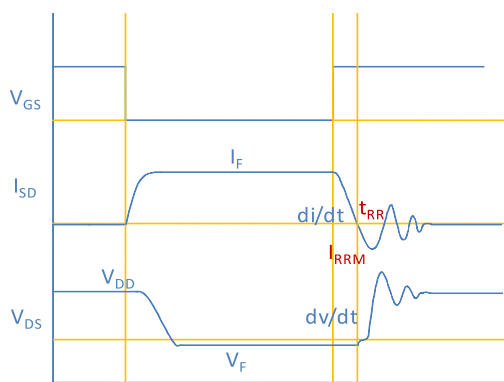 V_GS
I_F
I_SD
t_RR
di/dt
I_RRM
V_DD
V_DS
dv/dt
V_F